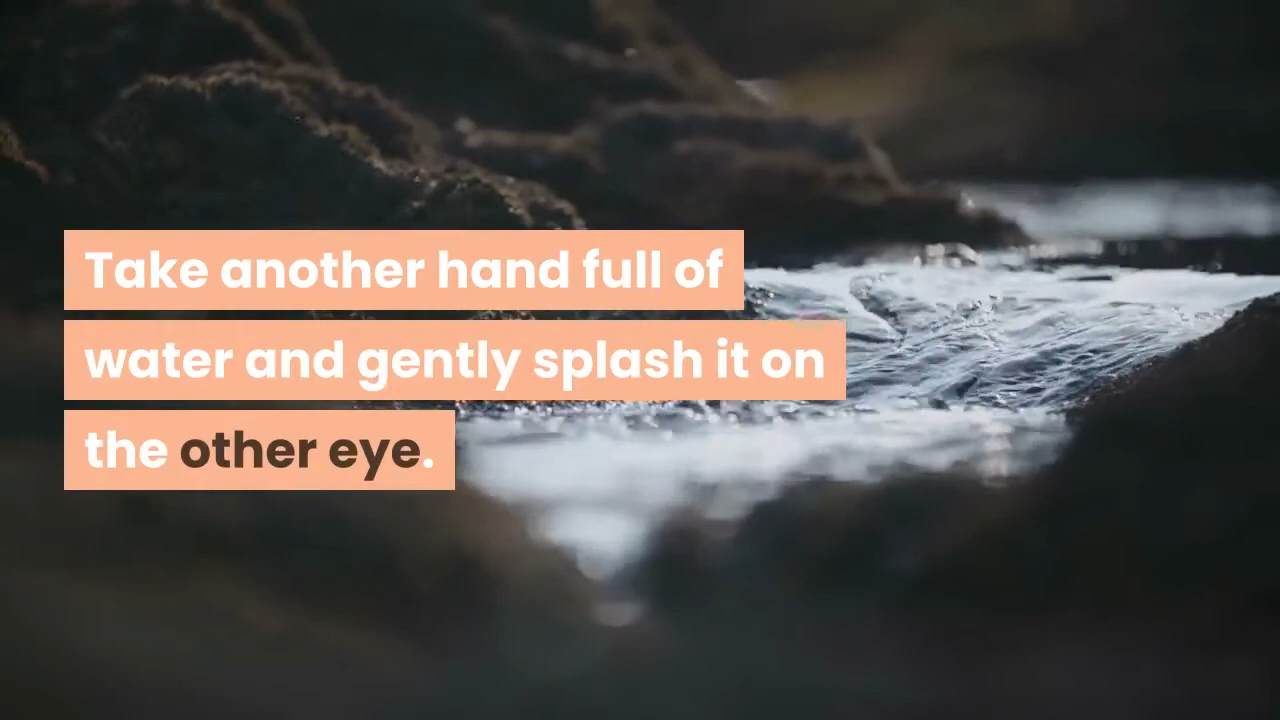 Take another hand full of
water and gently splash it on
the other eye.